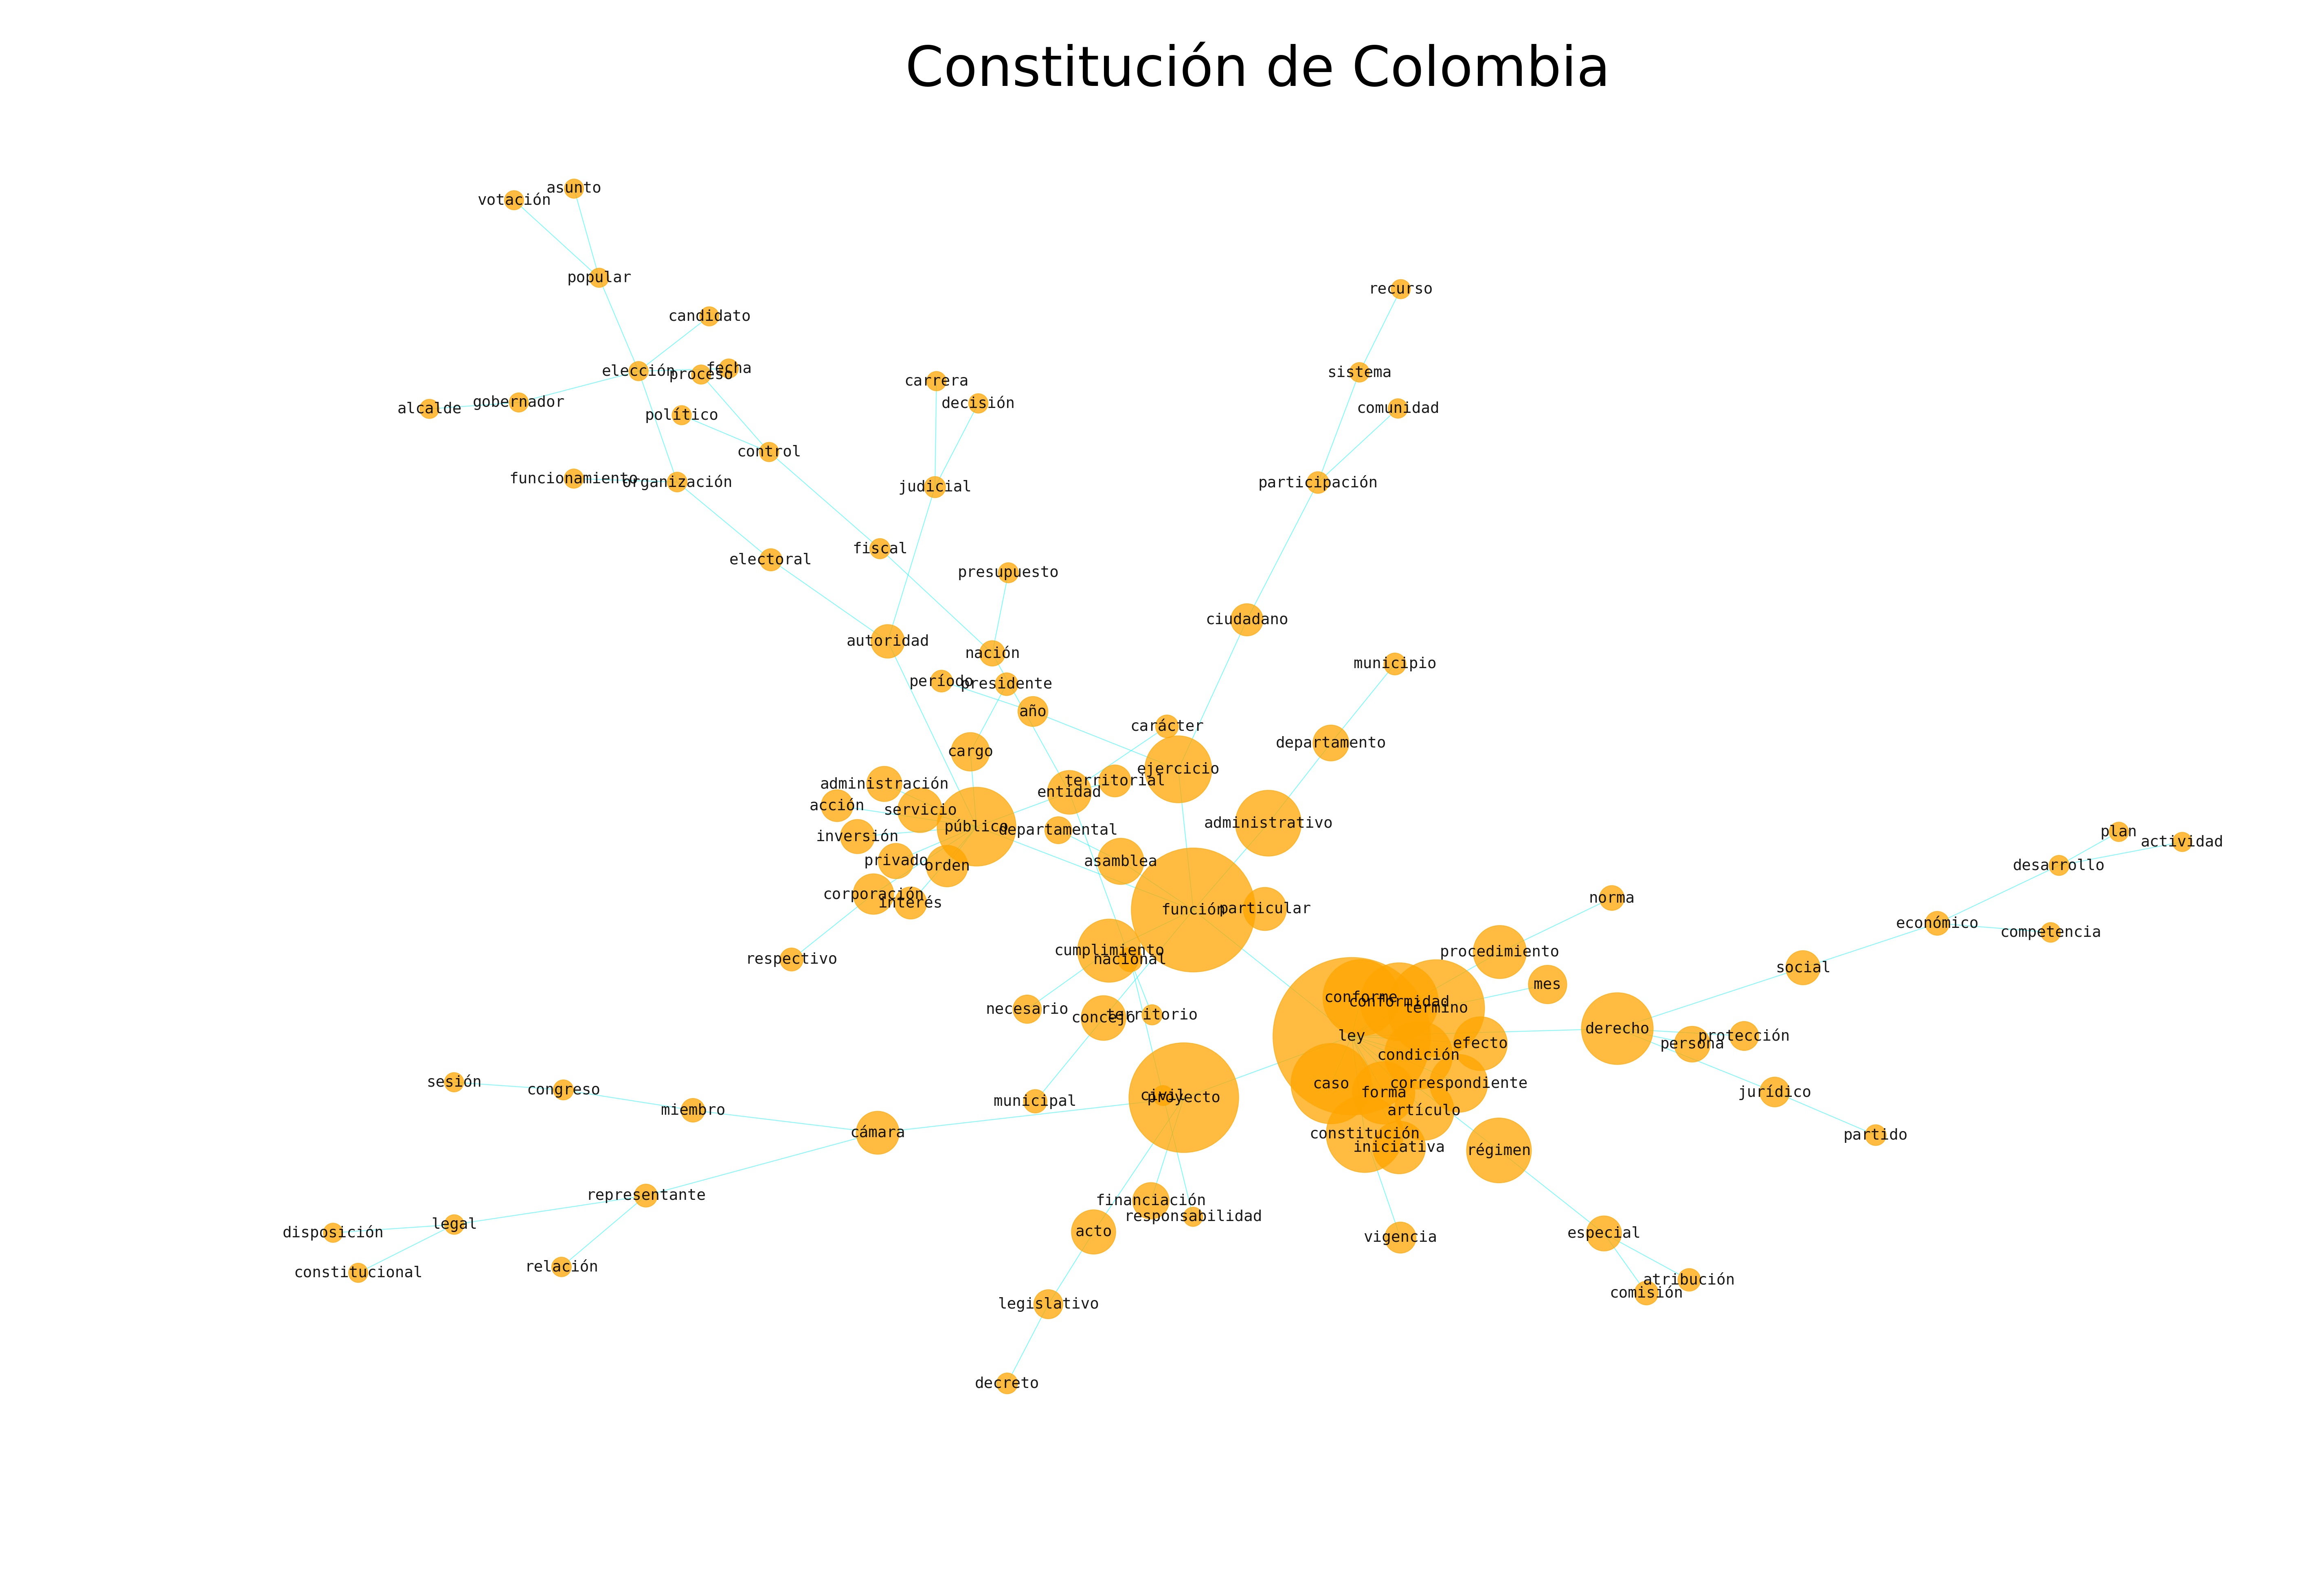 Constitución de Colombia
asunto
votación
popular
recurso
candidato
fecha
elección
proceso
sistema
carrera
gobernador
decisión
alcalde
comunidad
político
control
funcionamiento
organización
judicial
participación
fiscal
electoral
presupuesto
ciudadano
autoridad
nación
municipio
período
presidente
año
carácter
departamento
cargo
ejercicio
territorial
administración
entidad
acción
servicio
administrativo
público
departamental
inversión
plan
actividad
privado
orden
asamblea
desarrollo
corporación
interés
función
particular
norma
económico
competencia
cumplimiento
nacional
procedimiento
respectivo
social
mes
conforme
conformidad
término
necesario
concejo
territorio
derecho
ley
protección
persona
efecto
condición
sesión
congreso
caso
correspondiente
forma
jurídico
civil
proyecto
municipal
miembro
artículo
cámara
constitución
iniciativa
régimen
partido
representante
financiación
responsabilidad
legal
disposición
acto
vigencia
especial
relación
constitucional
atribución
comisión
legislativo
decreto